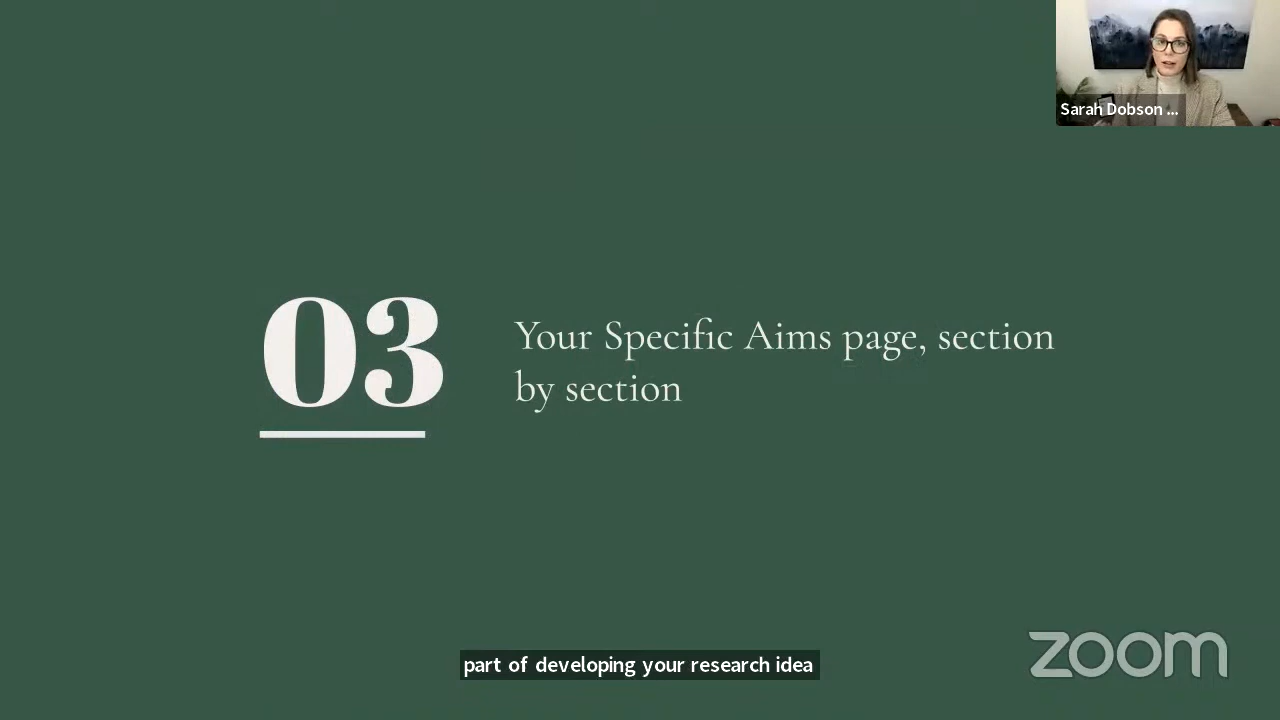 Sarah Dobson ...
03
Your Specific Aims page, section
by section
part of developing your research idea
zoom